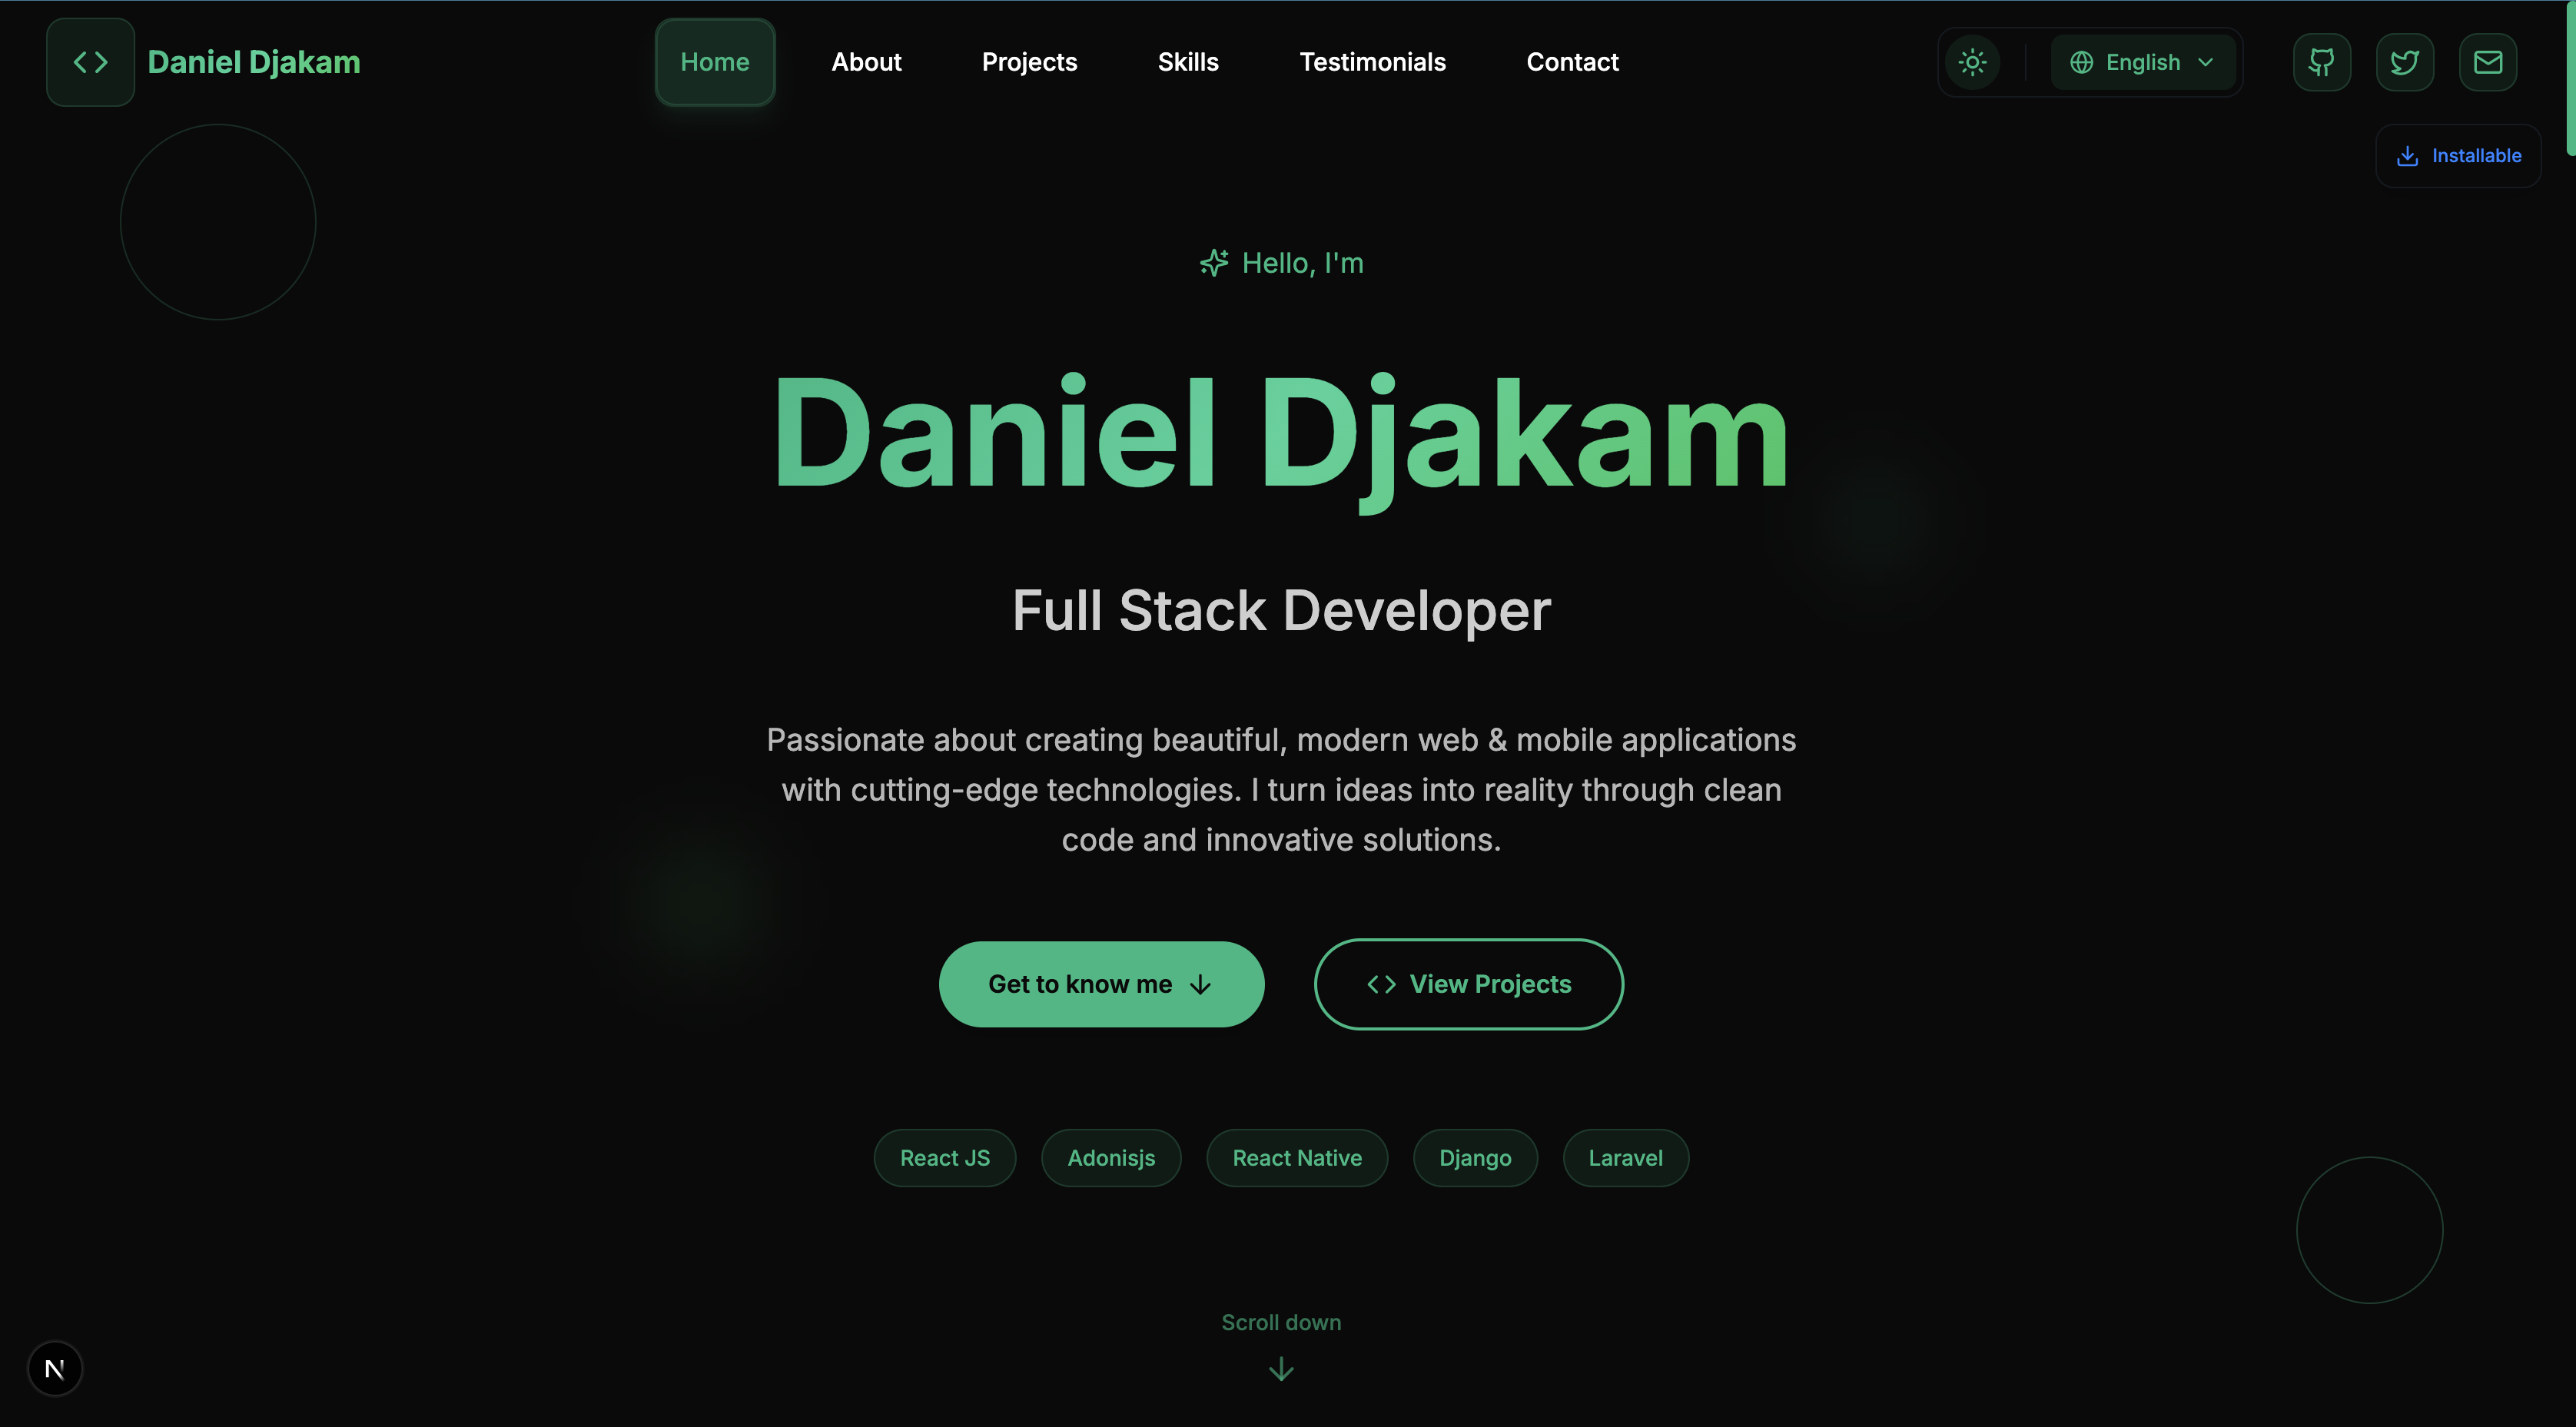 Daniel Djakam
Home
About
Projects
Skills
Testimonials
Contact
English
Installable
Hello, I'm
Daniel Djakam
Full Stack Developer
Passionate about creating beautiful, modern web & mobile applications
with cutting-edge technologies. I turn ideas into reality through clean
code and innovative solutions.
Get to know me
View Projects
React JS
Adonisjs
React Native
Django
Laravel
Scroll down
N